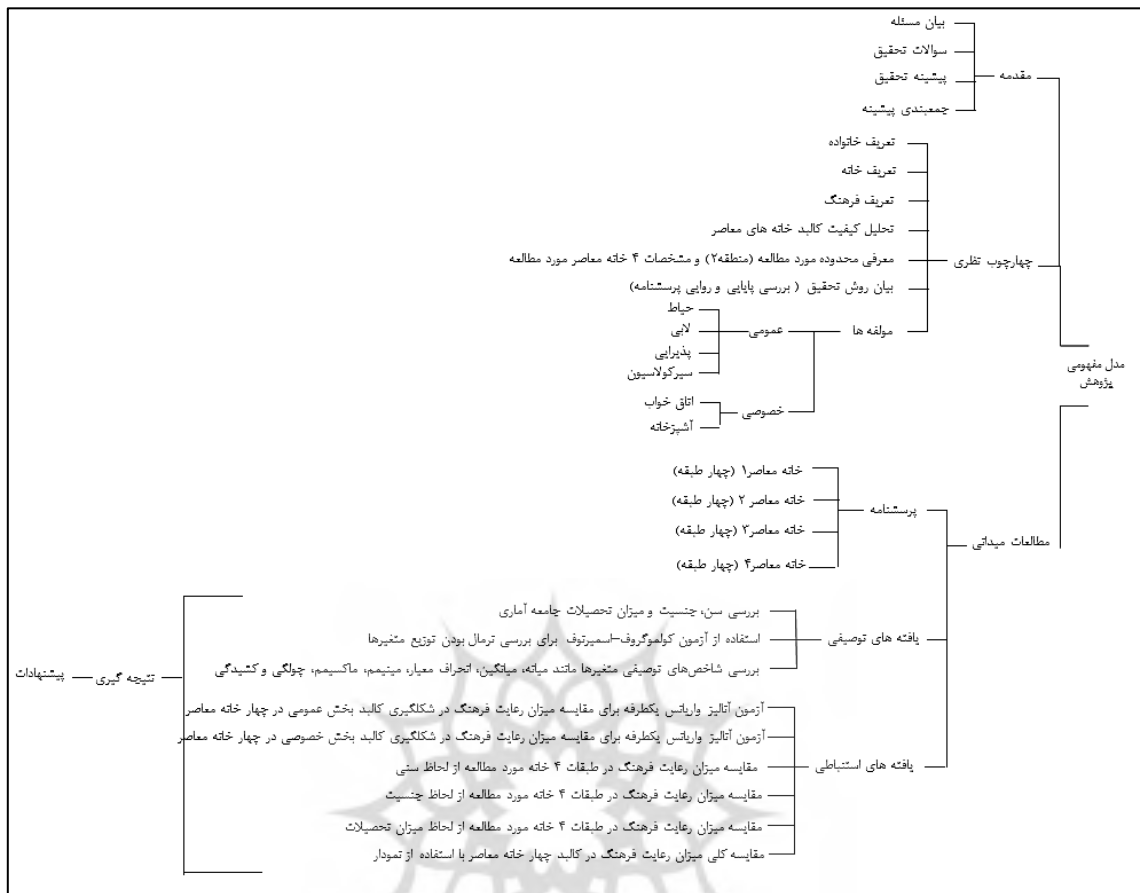 مدل مفهومی
پژوهش
مقدمه
بیان مسئله
سوالات تحقیق
پیشینه تحقیق
جمعبندی پیشینه
چهارچوب نظری
تعریف خانواده
تعریف خانه
تعریف فرهنگ
تحلیل کیفیت کالبد خانه های معاصر
معرفی محدوده مورد مطالعه (منطقه۲) و مشخصات ۴ خانه معاصر مورد مطالعه
بیان روش تحقیق ( بررسی پایایی و روایی پرسشنامه)
مولفه ها
عمومی
حیاط
لابی
پذیرایی
سیرکولاسیون
خصوصی
اتاق خواب
آشپزخانه
مطالعات میدانی
پرسشنامه
خانه معاصر۱ (چهار طبقه)
خانه معاصر ۲ (چهار طبقه)
خانه معاصر۳ (چهار طبقه)
خانه معاصر۴ (چهار طبقه)
یافته های توصیفی
بررسی سن، جنسیت و میزان تحصیلات جامعه آماری
استفاده از آزمون کولموگروف–اسمیرنوف برای بررسی نرمال بودن توزیع متغیرها
بررسی شاخص‌های توصیفی متغیرها مانند میانه، میانگین، انحراف معیار، مینیمم، ماکسیمم، چولگی و کشیدگی
یافته های استنباطی
آزمون آنالیز واریانس یکطرفه برای مقایسه میزان رعایت فرهنگ در شکلگیری کالبد بخش عمومی در چهار خانه معاصر
آزمون آنالیز واریانس یکطرفه برای مقایسه میزان رعایت فرهنگ در شکلگیری کالبد بخش خصوصی در چهار خانه معاصر
مقایسه میزان رعایت فرهنگ در طبقات ۴ خانه مورد مطالعه از لحاظ سنی
مقایسه میزان رعایت فرهنگ در طبقات ۴ خانه مورد مطالعه از لحاظ جنسیت
مقایسه میزان رعایت فرهنگ در طبقات ۴ خانه مورد مطالعه از لحاظ میزان تحصیلات
مقایسه کلی میزان رعایت فرهنگ در کالبد چهار خانه معاصر با استفاده از نمودار
نتیجه گیری
پیشنهادات